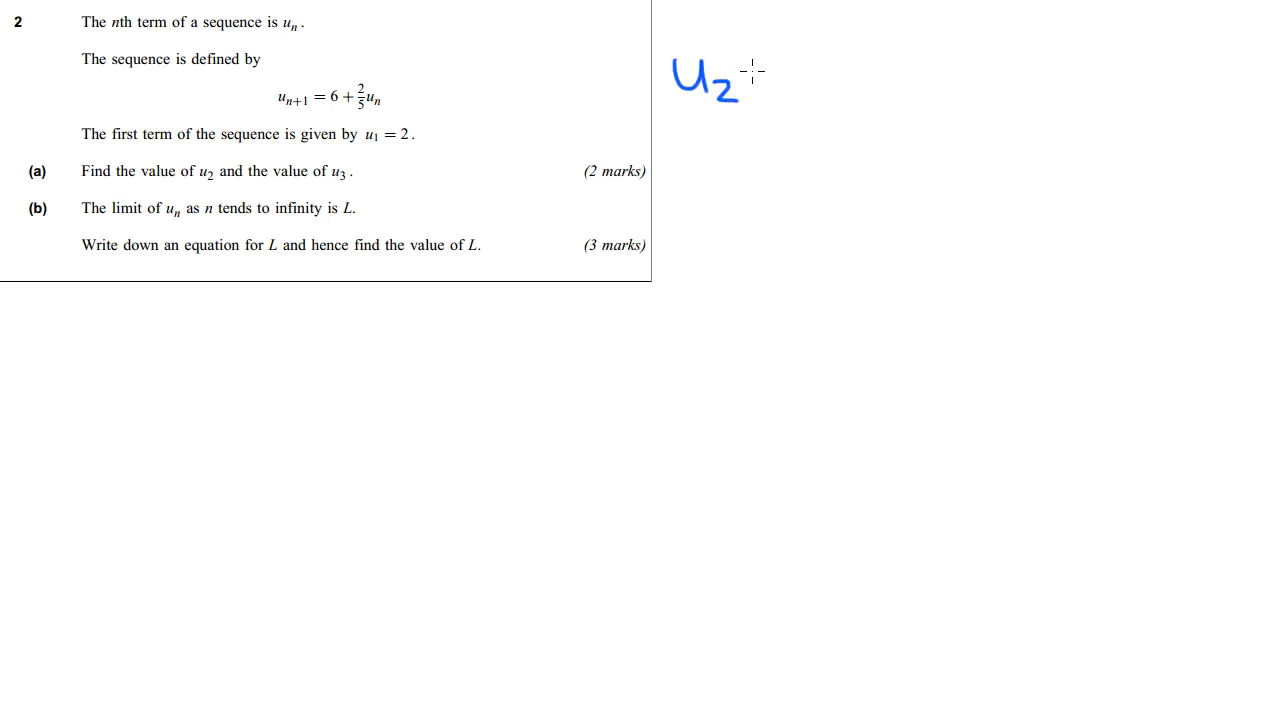 2 The nth term of a sequence is uₙ.
The sequence is defined by
uₙ₊₁ = 6 + 2/5 uₙ
The first term of the sequence is given by u₁ = 2.
(a) Find the value of u₂ and the value of u₃. (2 marks)
(b) The limit of uₙ as n tends to infinity is L.
Write down an equation for L and hence find the value of L. (3 marks)
u₂